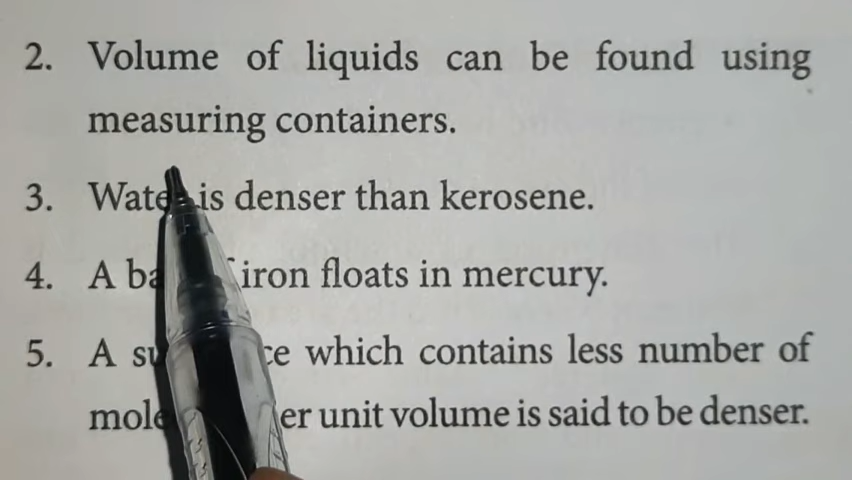 2. Volume of liquids can be found using
measuring containers.
3. is denser than kerosene.
4. A iron floats in mercury.
5. A which contains less number of
unit volume is said to be denser.